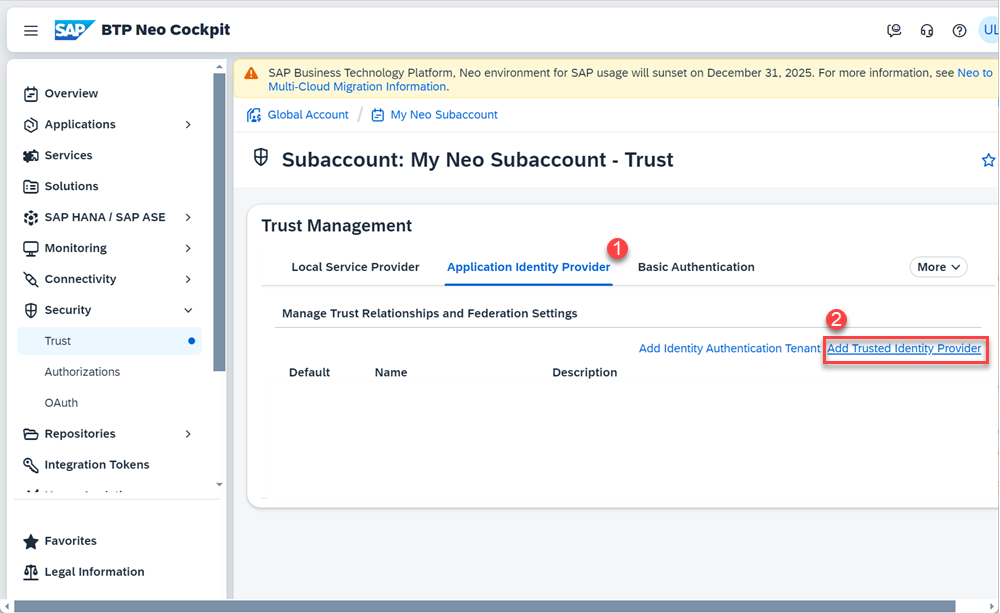 SAP BTP Neo Cockpit
UL
Overview
Applications
Services
Solutions
SAP HANA / SAP ASE
Monitoring
Connectivity
Security
Trust
Authorizations
OAuth
Repositories
Integration Tokens
Favorites
Legal Information
SAP Business Technology Platform, Neo environment for SAP usage will sunset on December 31, 2025. For more information, see Neo to
Multi-Cloud Migration Information.
Global Account / My Neo Subaccount
Subaccount: My Neo Subaccount - Trust
Trust Management
1
Local Service Provider Application Identity Provider Basic Authentication More
Manage Trust Relationships and Federation Settings
2
Add Identity Authentication Tenant Add Trusted Identity Provider
Default Name Description